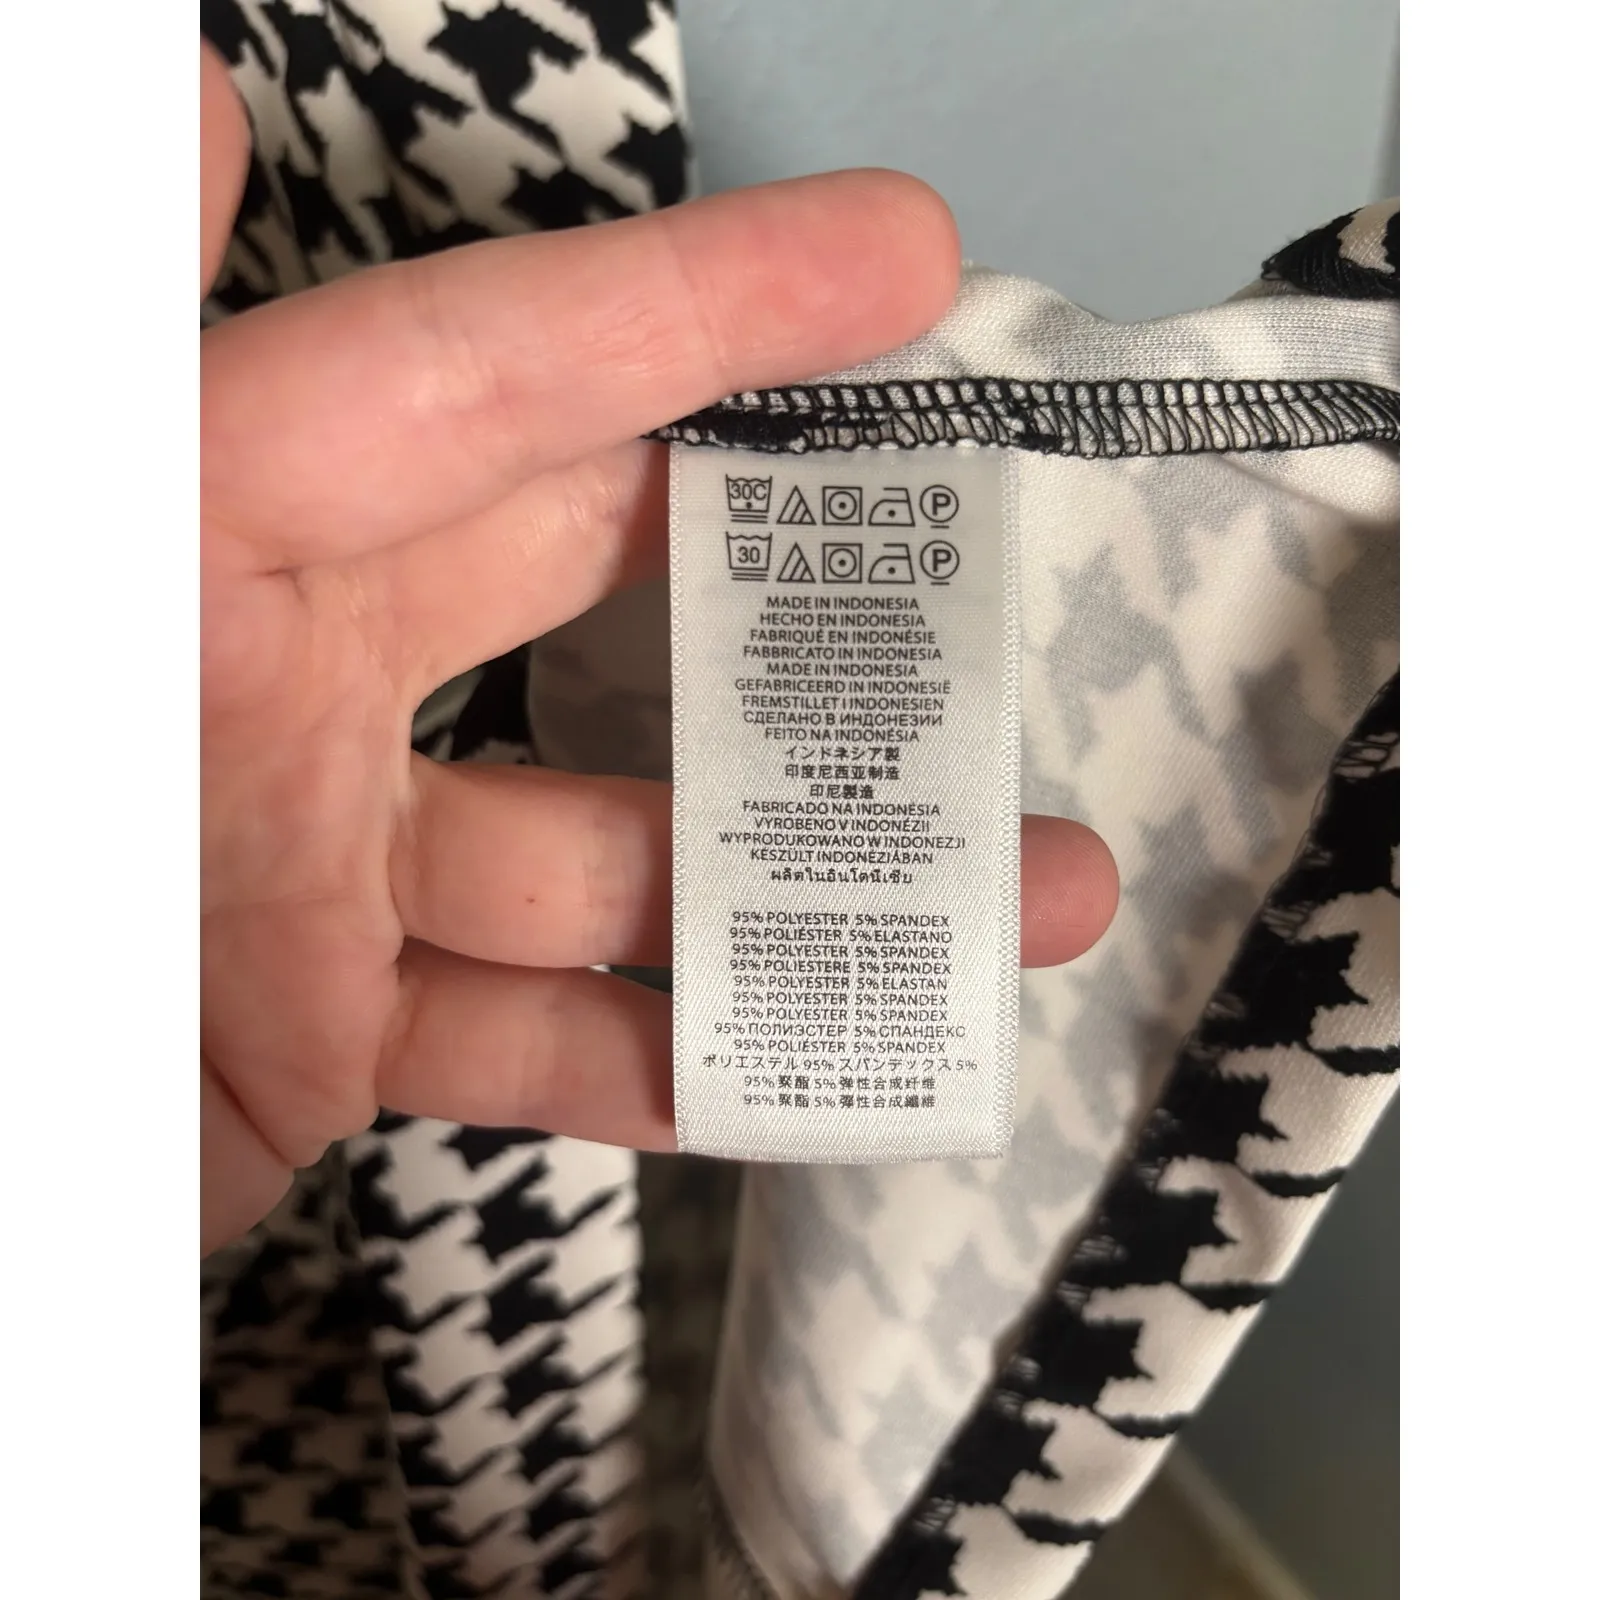 30C P
30 P
MADE IN INDONESIA
HECHO EN INDONESIA
FABRIQUÉ EN INDONÉSIE
FABBRICATO IN INDONESIA
MADE IN INDONESIA
GEFABRICEERD IN INDONESIË
FREMSTILLET I INDONESIEN
СДЕЛАНО В ИНДОНЕЗИИ
FEITO NA INDONÉSIA
インドネシア製
印度尼西亚制造
印尼製造
FABRICADO NA INDONÉSIA
VYROBENO V INDONÉZII
WYPRODUKOWANO W INDONEZJI
KÉSZÜLT INDONÉZIÁBAN
ผลิตในอินโดนีเซีย
95% POLYESTER 5% SPANDEX
95% POLIÉSTER 5% ELASTANO
95% POLYESTER 5% SPANDEX
95% POLIESTERE 5% SPANDEX
95% POLYESTER 5% ELASTAN
95% POLYESTER 5% SPANDEX
95% POLYESTER 5% SPANDEX
95% ПОЛИЭСТЕР 5% СПАНДЕКС
95% POLIÉSTER 5% SPANDEX
ポリエステル 95% スパンデックス 5%
95% 聚酯 5% 弹性合成纤维
95% 聚酯 5% 彈性合成纖維